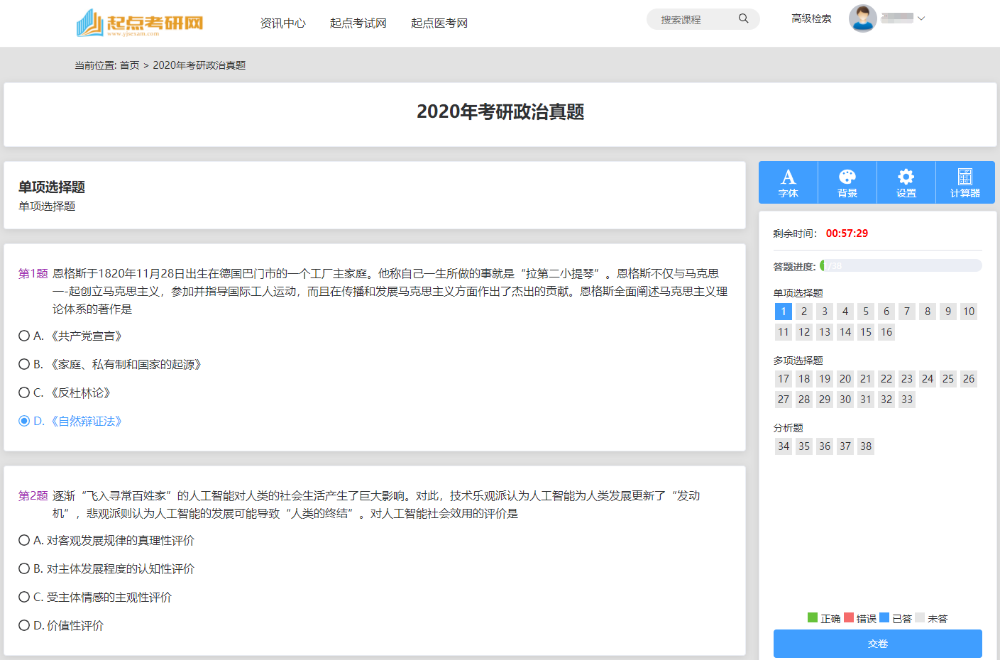 起点考研网
www.yjsexam.com
资讯中心 起点考试网 起点医考网
搜索课程
高级检索
当前位置: 首页 > 2020年考研政治真题
2020年考研政治真题
单项选择题
单项选择题
第1题 恩格斯于1820年11月28日出生在德国巴门市的一个工厂主家庭。他称自己一生所做的事就是“拉第二小提琴”。恩格斯不仅与马克思
一-起创立马克思主义，参加并指导国际工人运动，而且在传播和发展马克思主义方面作出了杰出的贡献。恩格斯全面阐述马克思主义理
论体系的著作是
A. 《共产党宣言》
B. 《家庭、私有制和国家的起源》
C. 《反杜林论》
D. 《自然辩证法》
第2题 逐渐“飞入寻常百姓家”的人工智能对人类的社会生活产生了巨大影响。对此，技术乐观派认为人工智能为人类发展更新了“发动
机”，悲观派则认为人工智能的发展可能导致“人类的终结”。对人工智能社会效用的评价是
A. 对客观发展规律的真理性评价
B. 对主体发展程度的认知性评价
C. 受主体情感的主观性评价
D. 价值性评价
字体 背景 设置 计算器
剩余时间： 00:57:29
答题进度: 1/38
单项选择题
1 2 3 4 5 6 7 8 9 10
11 12 13 14 15 16
多项选择题
17 18 19 20 21 22 23 24 25 26
27 28 29 30 31 32 33
分析题
34 35 36 37 38
正确 错误 已答 未答
交卷